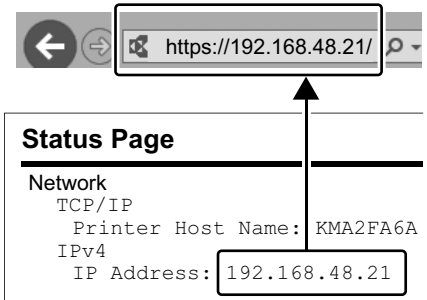 https://192.168.48.21/
Status Page
Network
TCP/IP
Printer Host Name: KMA2FA6A
IPv4
IP Address: 192.168.48.21